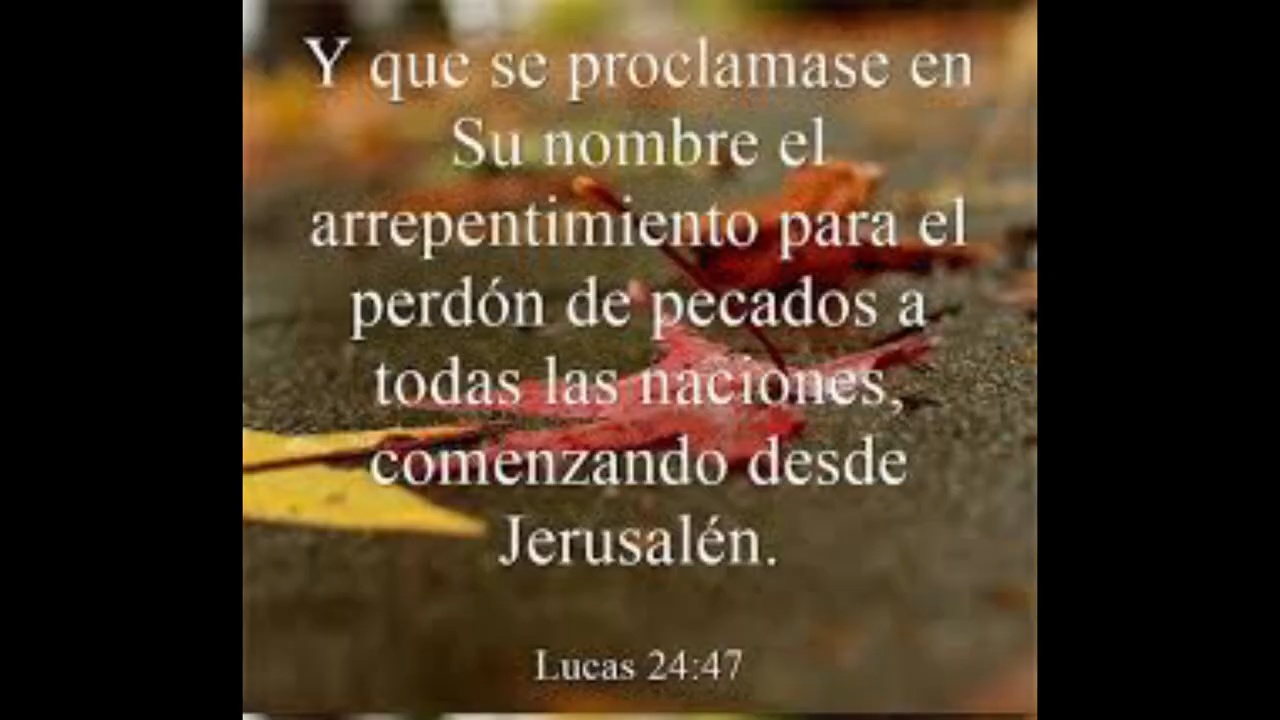 Y que se proclamase en
Su nombre el
arrepentimiento para el
perdón de pecados a
todas las naciones,
comenzando desde
Jerusalén.
Lucas 24:47